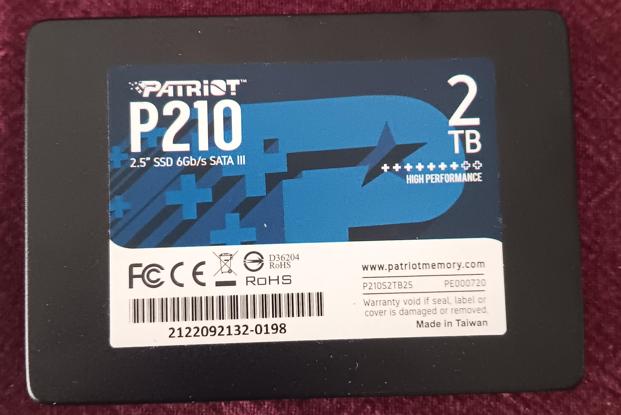 PATRIOT™
P210
2.5" SSD 6Gb/s SATA III
2
TB
HIGH PERFORMANCE
FC CE
D36204
RoHS
RoHS
www.patriotmemory.com
P210S2TB25 PE000720
Warranty void if seal, label or
cover is damaged or removed.
Made in Taiwan
2122092132-0198